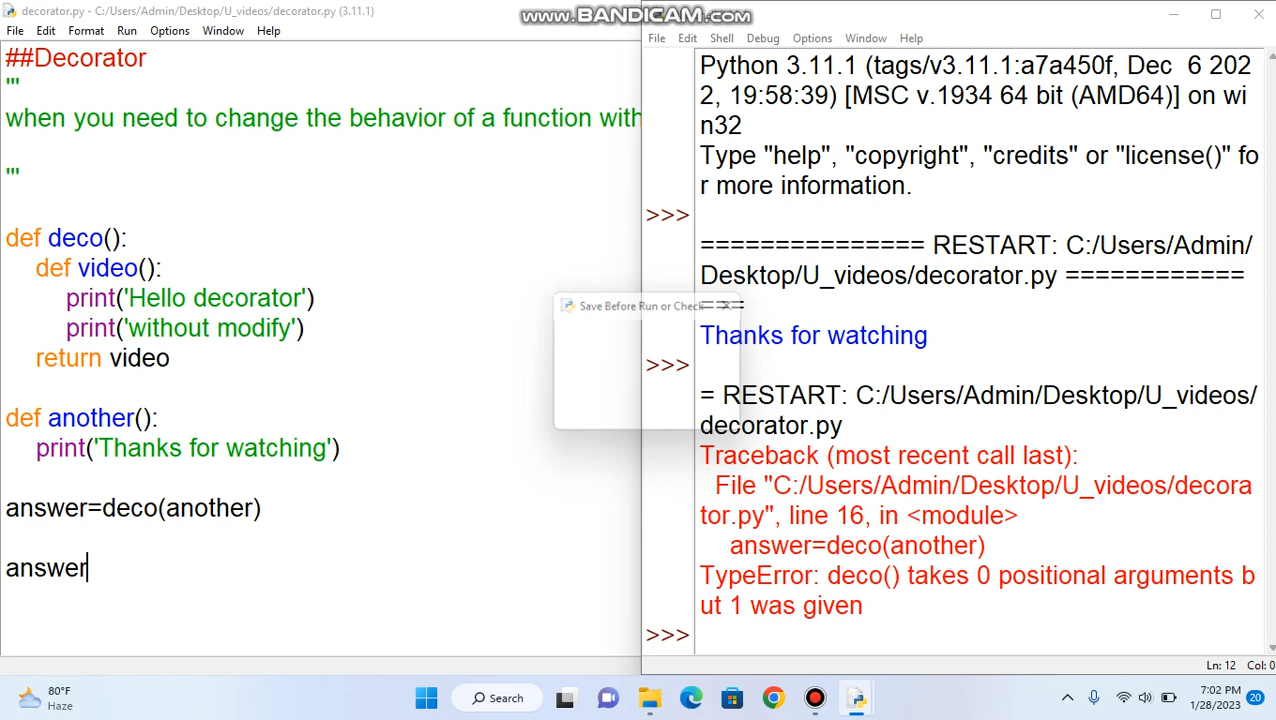 decorator.py - C:/Users/Admin/Desktop/U_videos/decorator.py (3.11.1)
File Edit Format Run Options Window Help
##Decorator
'''
when you need to change the behavior of a function with
'''
def deco():
def video():
print('Hello decorator')
print('without modify')
return video
def another():
print('Thanks for watching')
answer=deco(another)
answer
www.BANDICAM.com
File Edit Shell Debug Options Window Help
Python 3.11.1 (tags/v3.11.1:a7a450f, Dec 6 202
2, 19:58:39) [MSC v.1934 64 bit (AMD64)] on wi
n32
Type "help", "copyright", "credits" or "license()" fo
r more information.
>>>
=============== RESTART: C:/Users/Admin/
Desktop/U_videos/decorator.py ============
===
Thanks for watching
>>>
= RESTART: C:/Users/Admin/Desktop/U_videos/
decorator.py
Traceback (most recent call last):
File "C:/Users/Admin/Desktop/U_videos/decora
tor.py", line 16, in <module>
answer=deco(another)
TypeError: deco() takes 0 positional arguments b
ut 1 was given
>>>
Save Before Run or Check
Ln: 12 Col: 0
80°F
Haze
Search
7:02 PM
1/28/2023
20